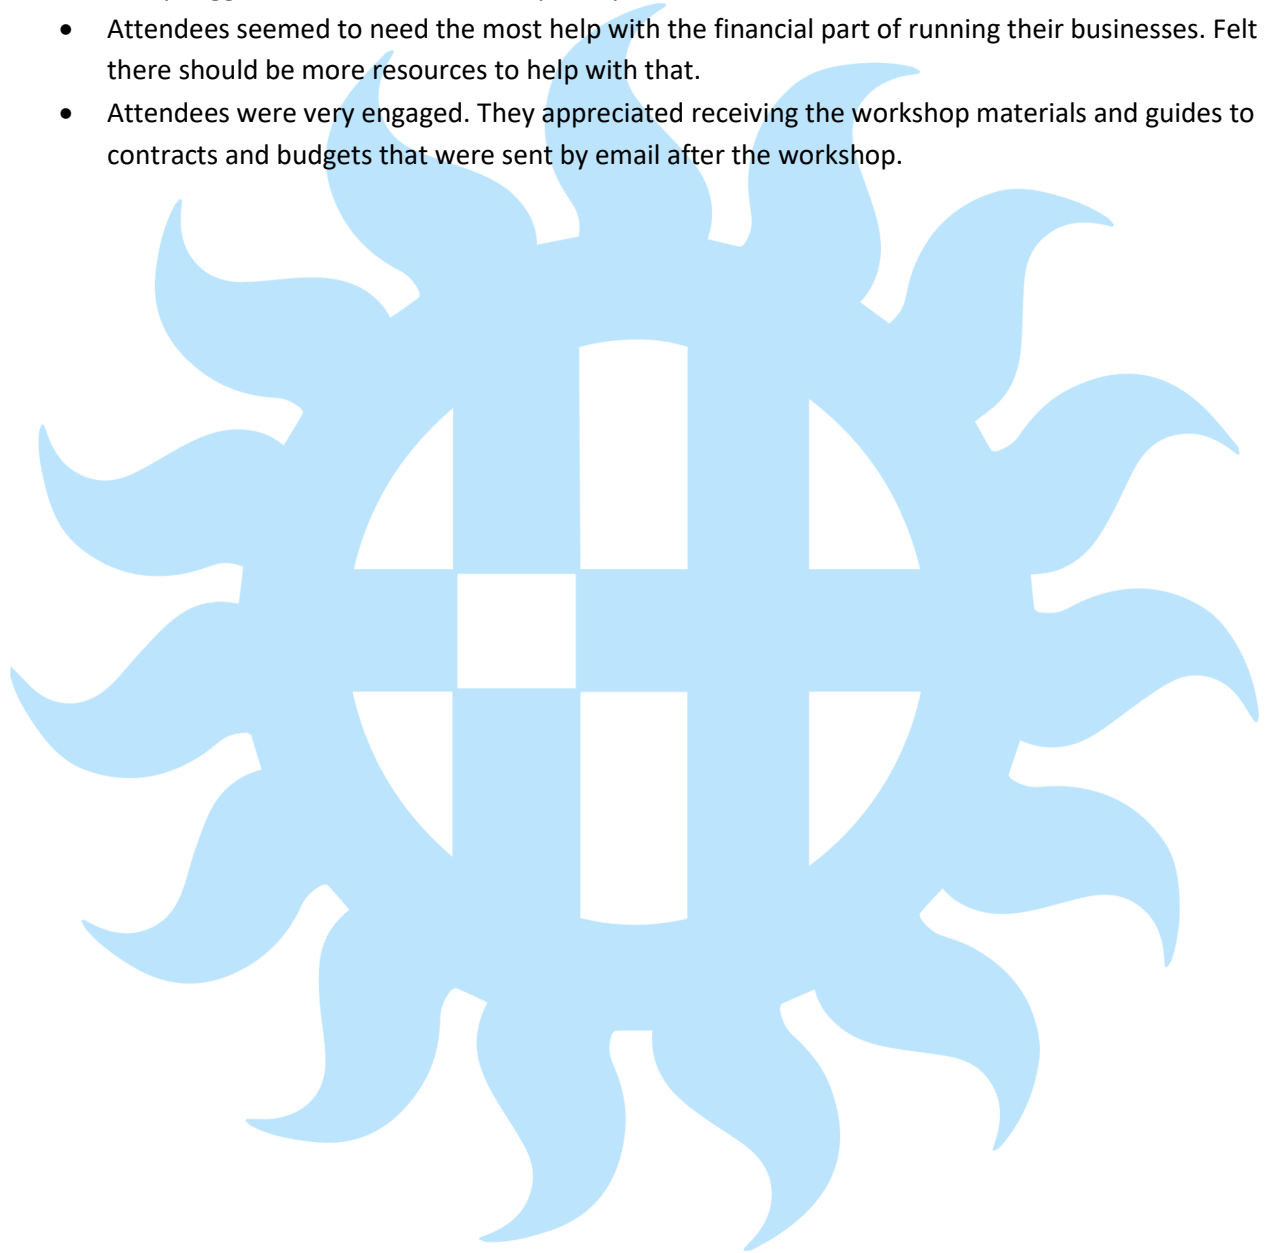 Attendees seemed to need the most help with the financial part of running their businesses. Felt
there should be more resources to help with that.
Attendees were very engaged. They appreciated receiving the workshop materials and guides to
contracts and budgets that were sent by email after the workshop.